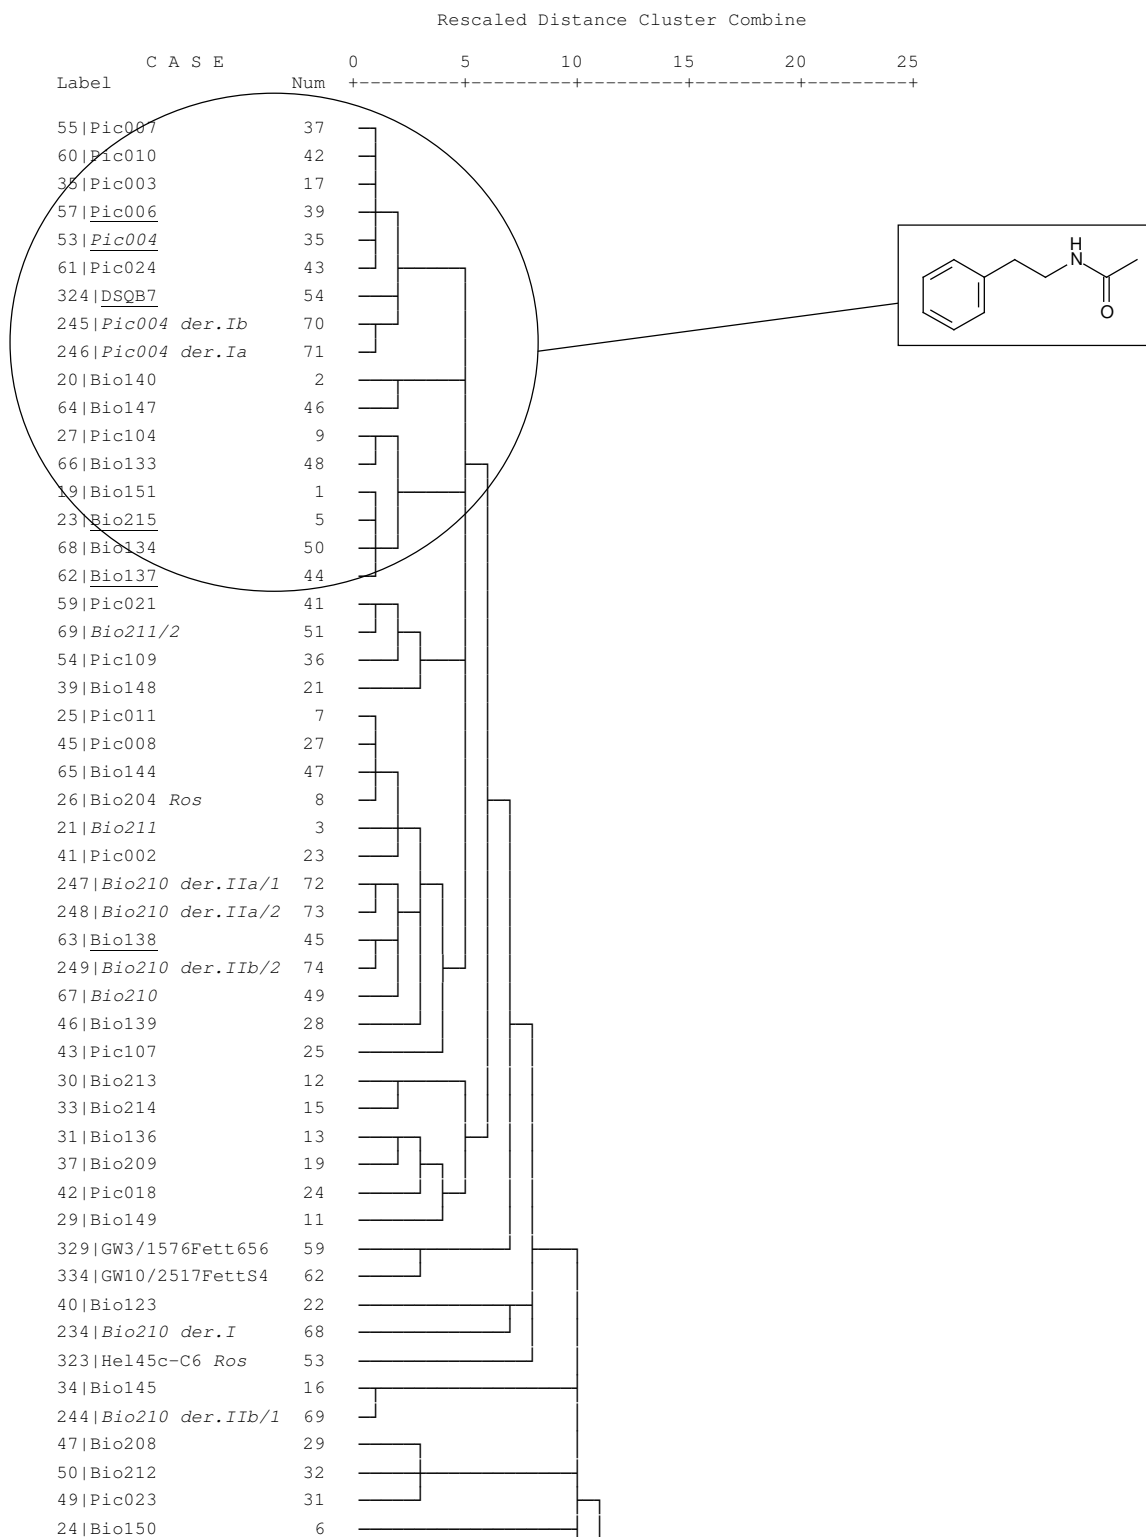 Rescaled Distance Cluster Combine
C A S E 0 5 10 15 20 25
Label Num +---------+---------+---------+---------+---------+
55|Pic007 37
60|Pic010 42
35|Pic003 17
57|Pic006 39
53|Pic004 35
61|Pic024 43
324|DSQB7 54
245|Pic004 der.Ib 70
246|Pic004 der.Ia 71
20|Bio140 2
64|Bio147 46
27|Pic104 9
66|Bio133 48
19|Bio151 1
23|Bio215 5
68|Bio134 50
62|Bio137 44
59|Pic021 41
69|Bio211/2 51
54|Pic109 36
39|Bio148 21
25|Pic011 7
45|Pic008 27
65|Bio144 47
26|Bio204 Ros 8
21|Bio211 3
41|Pic002 23
247|Bio210 der.IIa/1 72
248|Bio210 der.IIa/2 73
63|Bio138 45
249|Bio210 der.IIb/2 74
67|Bio210 49
46|Bio139 28
43|Pic107 25
30|Bio213 12
33|Bio214 15
31|Bio136 13
37|Bio209 19
42|Pic018 24
29|Bio149 11
329|GW3/1576Fett656 59
334|GW10/2517FettS4 62
40|Bio123 22
234|Bio210 der.I 68
323|Hel45c-C6 Ros 53
34|Bio145 16
244|Bio210 der.IIb/1 69
47|Bio208 29
50|Bio212 32
49|Pic023 31
24|Bio150 6
H
N
O